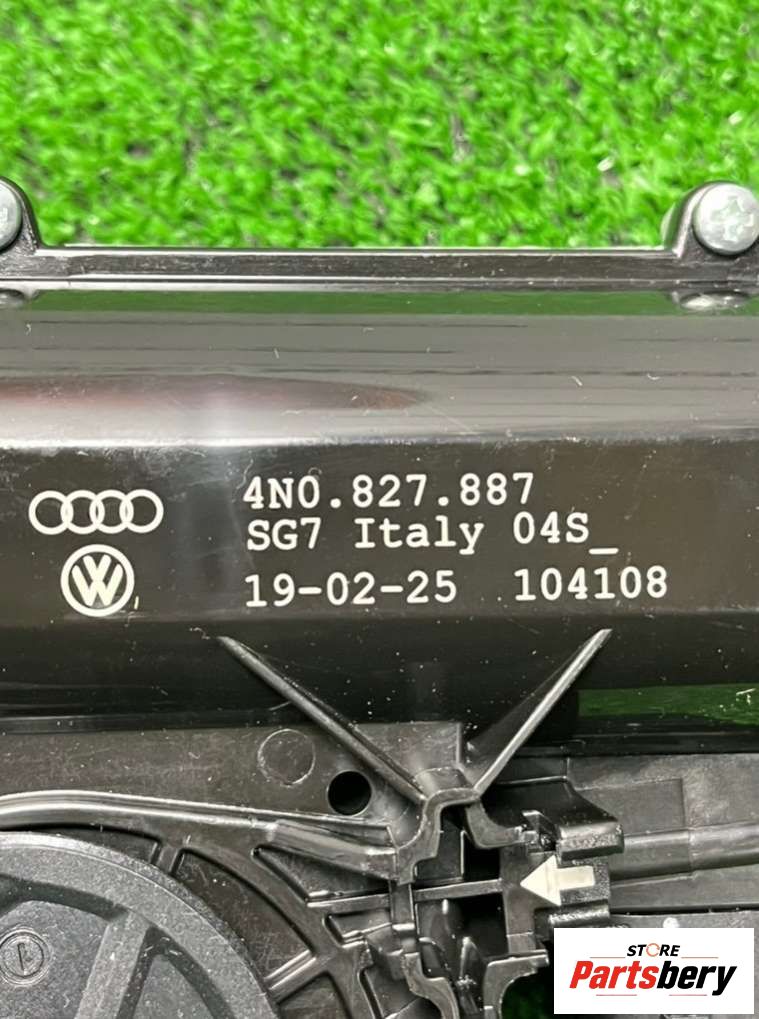 4N0.827.887
SG7 Italy 04S_
19-02-25 104108
STORE
Partsbery